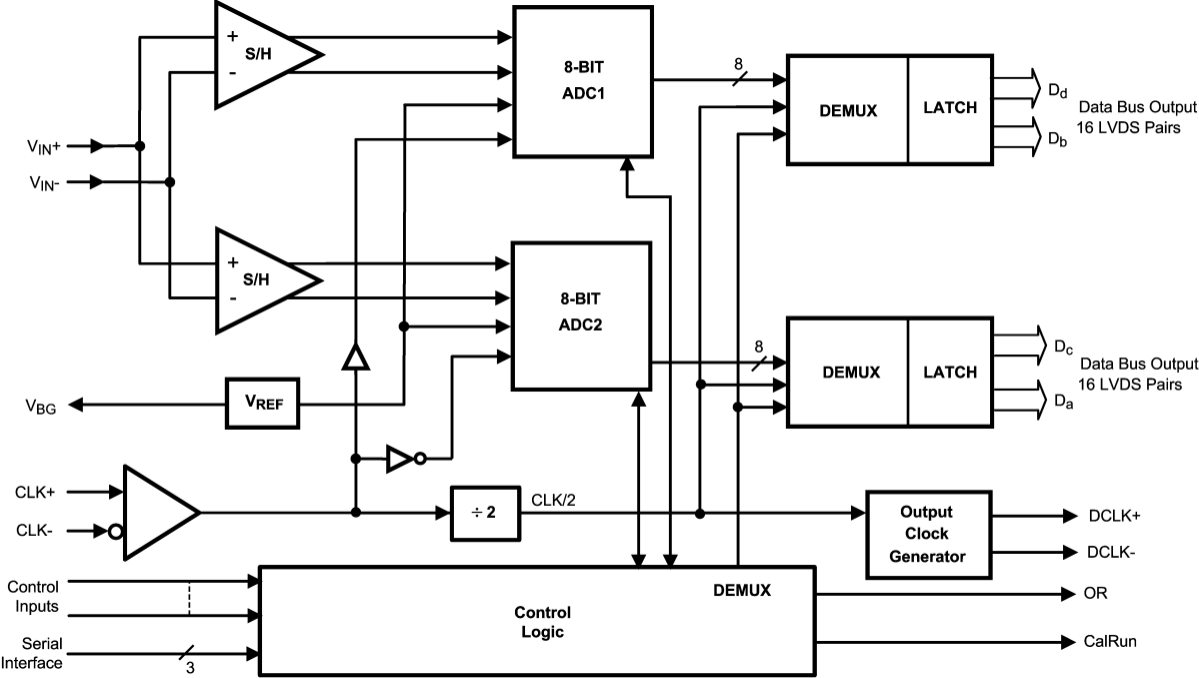 +
S/H
-
8-BIT
ADC1
8
DEMUX
LATCH
Dd
Db
Data Bus Output
16 LVDS Pairs
VIN+
VIN-
+
S/H
-
8-BIT
ADC2
8
DEMUX
LATCH
Dc
Da
Data Bus Output
16 LVDS Pairs
VBG
VREF
CLK+
CLK-
÷ 2
CLK/2
Output
Clock
Generator
DCLK+
DCLK-
Control
Inputs
Serial
Interface
3
Control
Logic
DEMUX
OR
CalRun